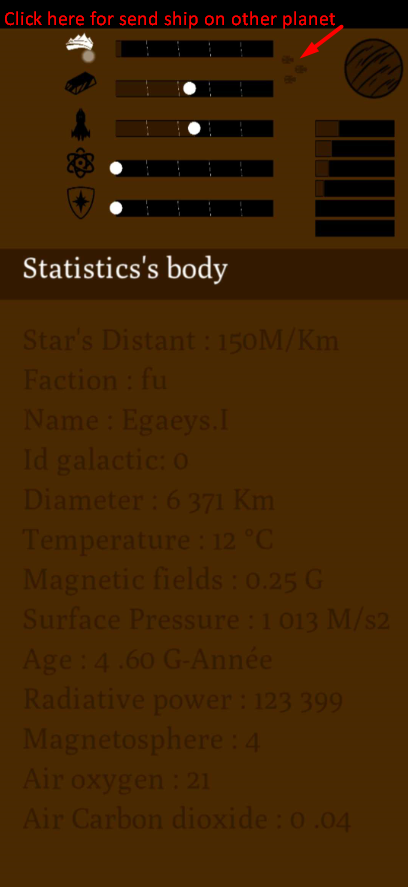 Click here for send ship on other planet
Statistics's body
Star's Distant : 150M/Km
Faction : fu
Name : Egaeys.I
Id galactic: 0
Diameter : 6 371 Km
Temperature : 12 °C
Magnetic fields : 0.25 G
Surface Pressure : 1 013 M/s2
Age : 4 .60 G-Année
Radiative power : 123 399
Magnetosphere : 4
Air oxygen : 21
Air Carbon dioxide : 0 .04